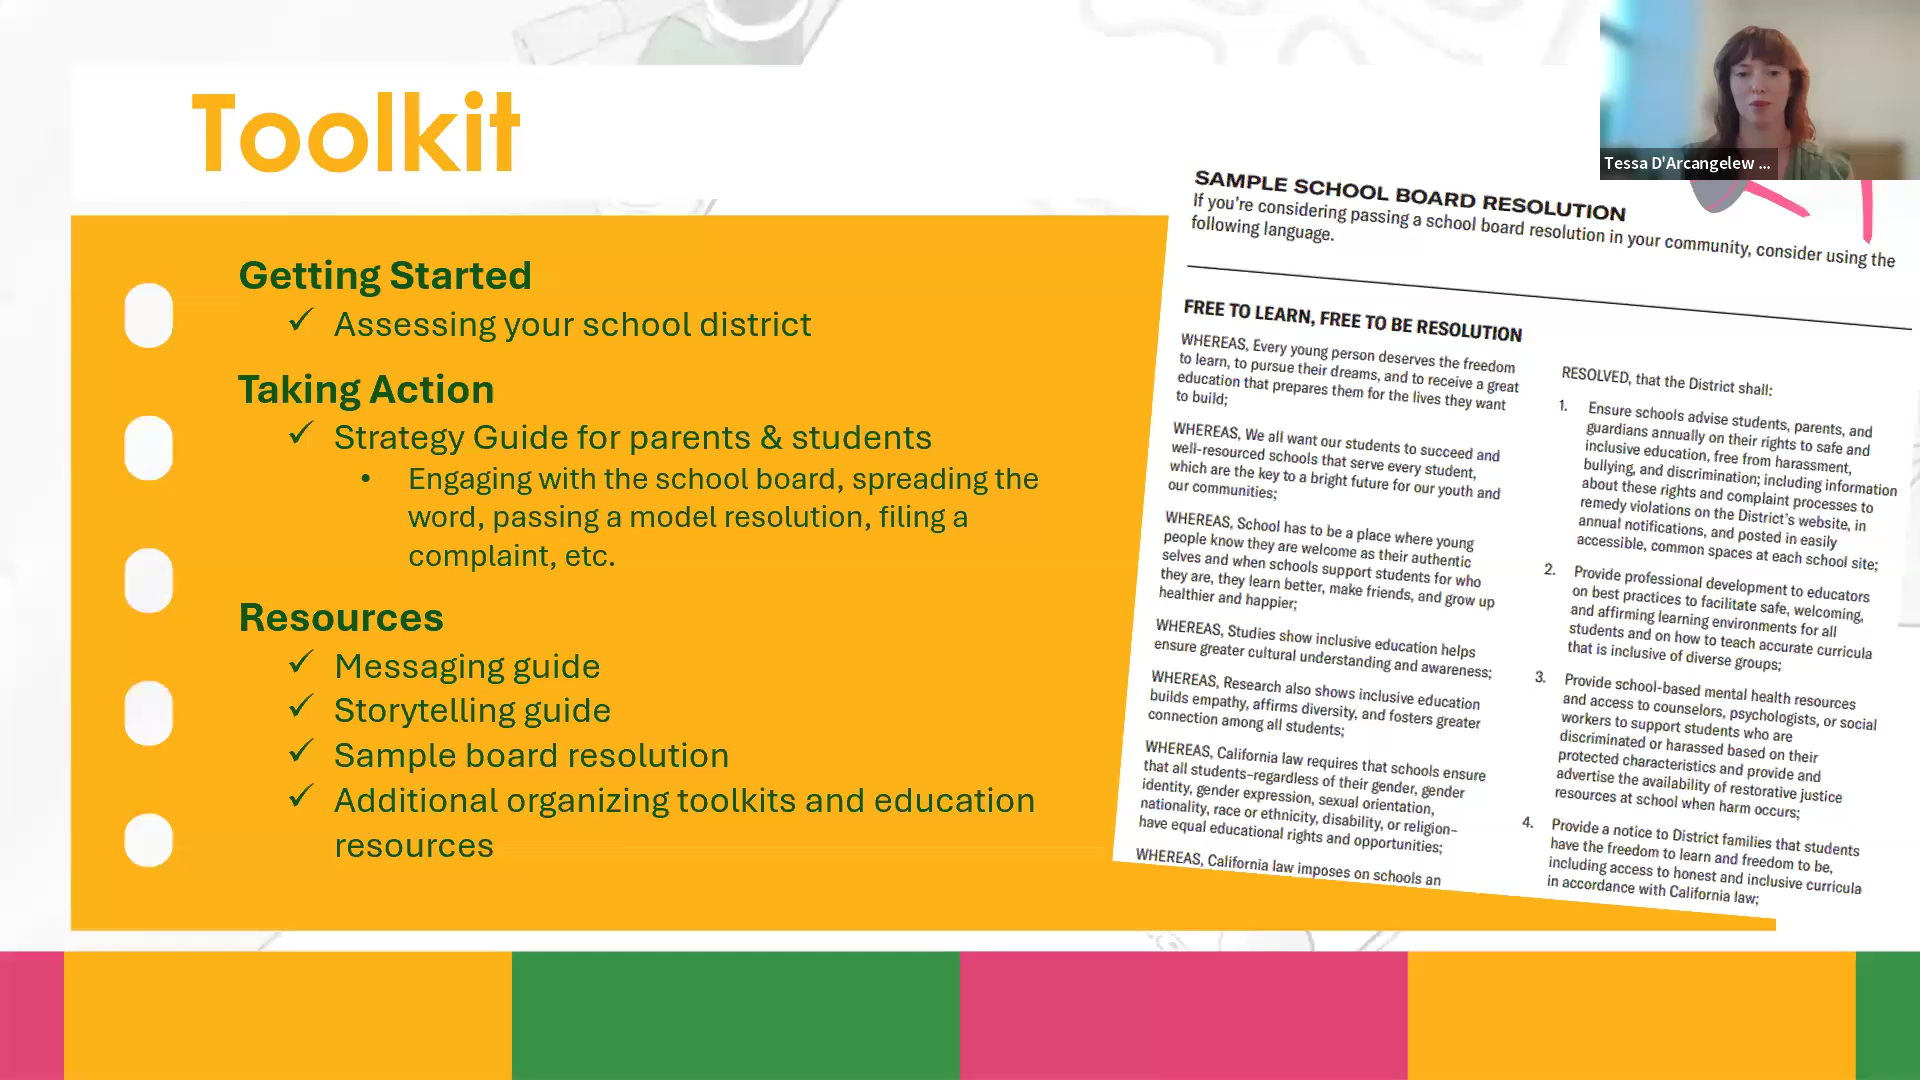 Toolkit
Tessa D'Arcangelew ...
Getting Started
✓ Assessing your school district
Taking Action
✓ Strategy Guide for parents & students
• Engaging with the school board, spreading the
word, passing a model resolution, filing a
complaint, etc.
Resources
✓ Messaging guide
✓ Storytelling guide
✓ Sample board resolution
✓ Additional organizing toolkits and education
resources
SAMPLE SCHOOL BOARD RESOLUTION
If you're considering passing a school board resolution in your community, consider using the
following language.
FREE TO LEARN, FREE TO BE RESOLUTION
WHEREAS, Every young person deserves the freedom
to learn, to pursue their dreams, and to receive a great
education that prepares them for the lives they want
to build;
WHEREAS, We all want our students to succeed and
well-resourced schools that serve every student,
which are the key to a bright future for our youth and
our communities;
WHEREAS, School has to be a place where young
people know they are welcome as their authentic
selves and when schools support students for who
they are, they learn better, make friends, and grow up
healthier and happier;
WHEREAS, Studies show inclusive education helps
ensure greater cultural understanding and awareness;
WHEREAS, Research also shows inclusive education
builds empathy, affirms diversity, and fosters greater
connection among all students;
WHEREAS, California law requires that schools ensure
that all students–regardless of their gender, gender
identity, gender expression, sexual orientation,
nationality, race or ethnicity, disability, or religion–
have equal educational rights and opportunities;
WHEREAS, California law imposes on schools an
RESOLVED, that the District shall:
1. Ensure schools advise students, parents, and
guardians annually on their rights to safe and
inclusive education, free from harassment,
bullying, and discrimination; including information
about these rights and complaint processes to
remedy violations on the District's website, in
annual notifications, and posted in easily
accessible, common spaces at each school site;
2. Provide professional development to educators
on best practices to facilitate safe, welcoming,
and affirming learning environments for all
students and on how to teach accurate curricula
that is inclusive of diverse groups;
3. Provide school-based mental health resources
and access to counselors, psychologists, or social
workers to support students who are
discriminated or harassed based on their
protected characteristics and provide and
advertise the availability of restorative justice
resources at school when harm occurs;
4. Provide a notice to District families that students
have the freedom to learn and freedom to be,
including access to honest and inclusive curricula
in accordance with California law;